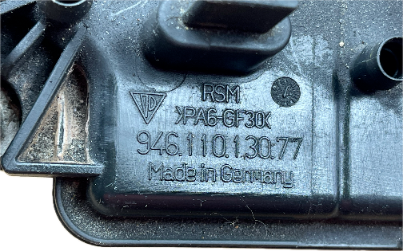 RSM
>PA6-GF30<
946.110.130.77
Made in Germany